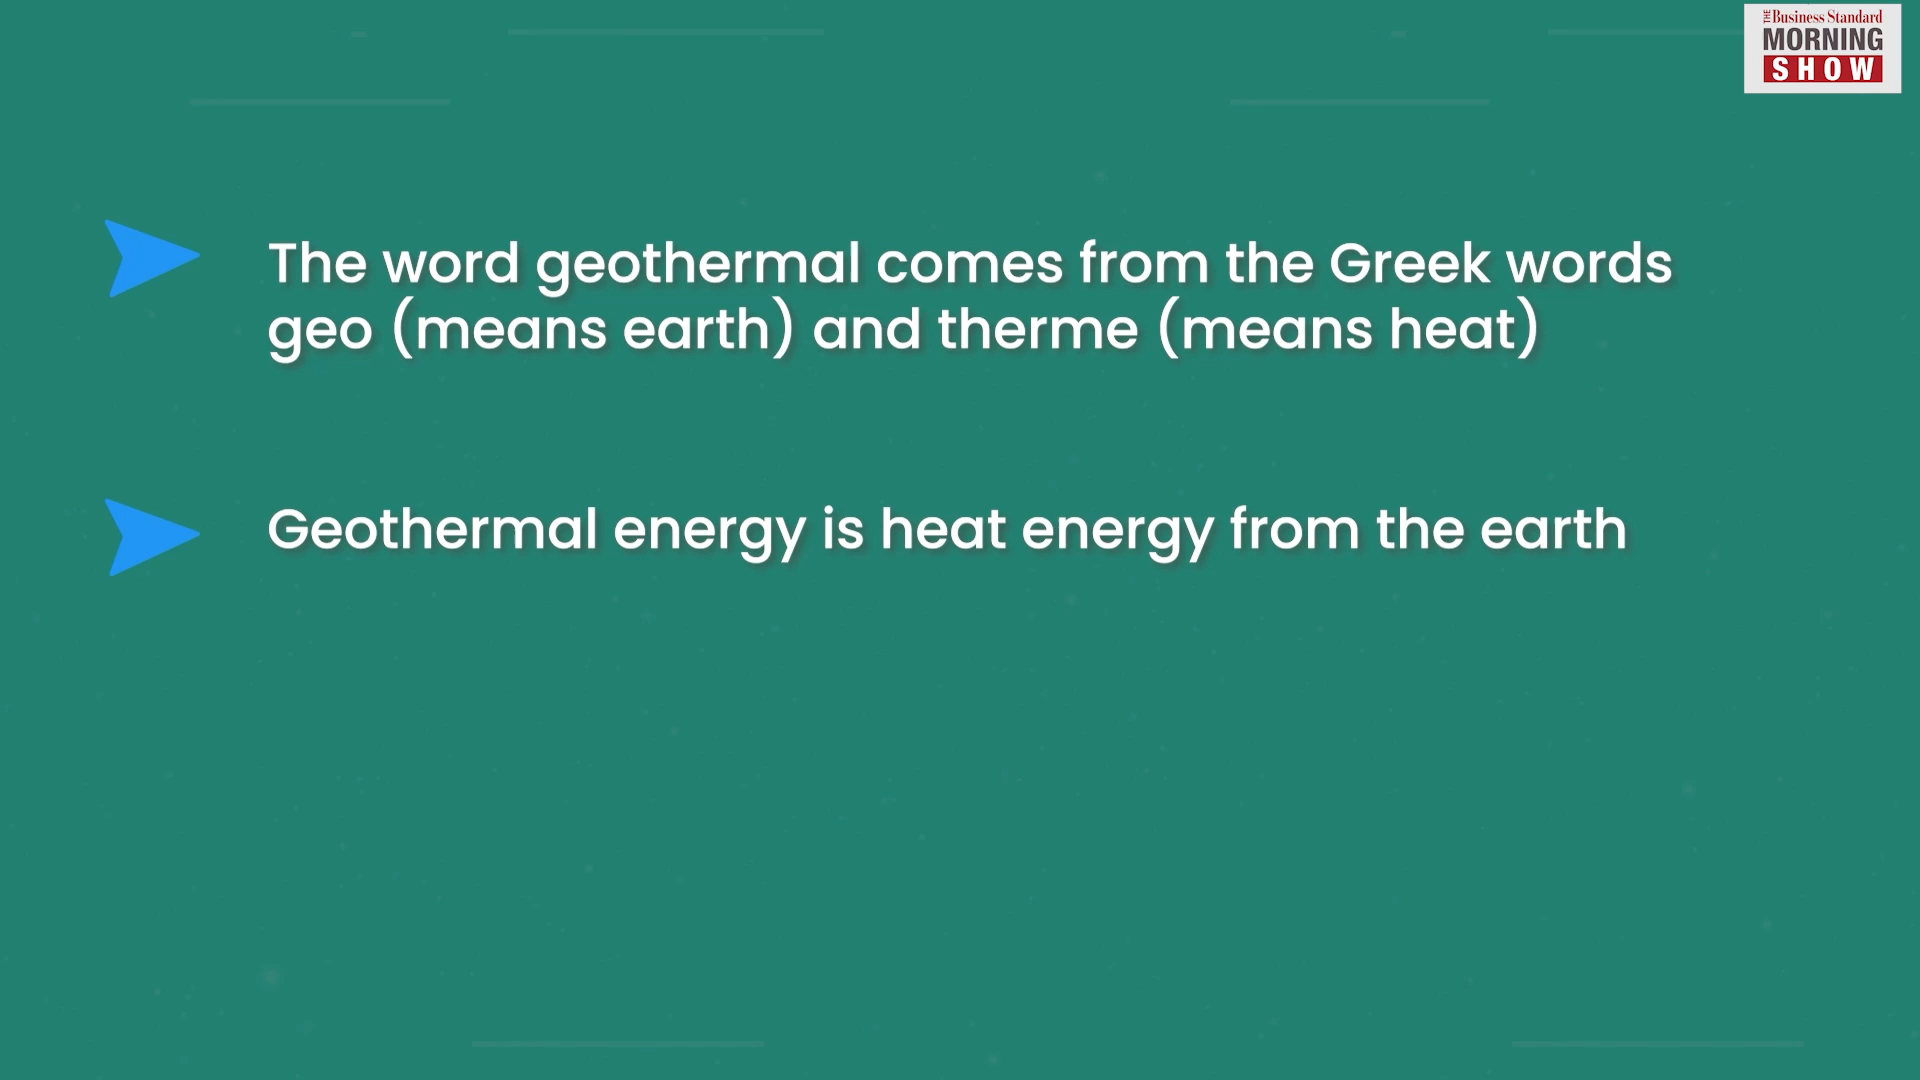 THE Business Standard
MORNING
SHOW
The word geothermal comes from the Greek words
geo (means earth) and therme (means heat)
Geothermal energy is heat energy from the earth